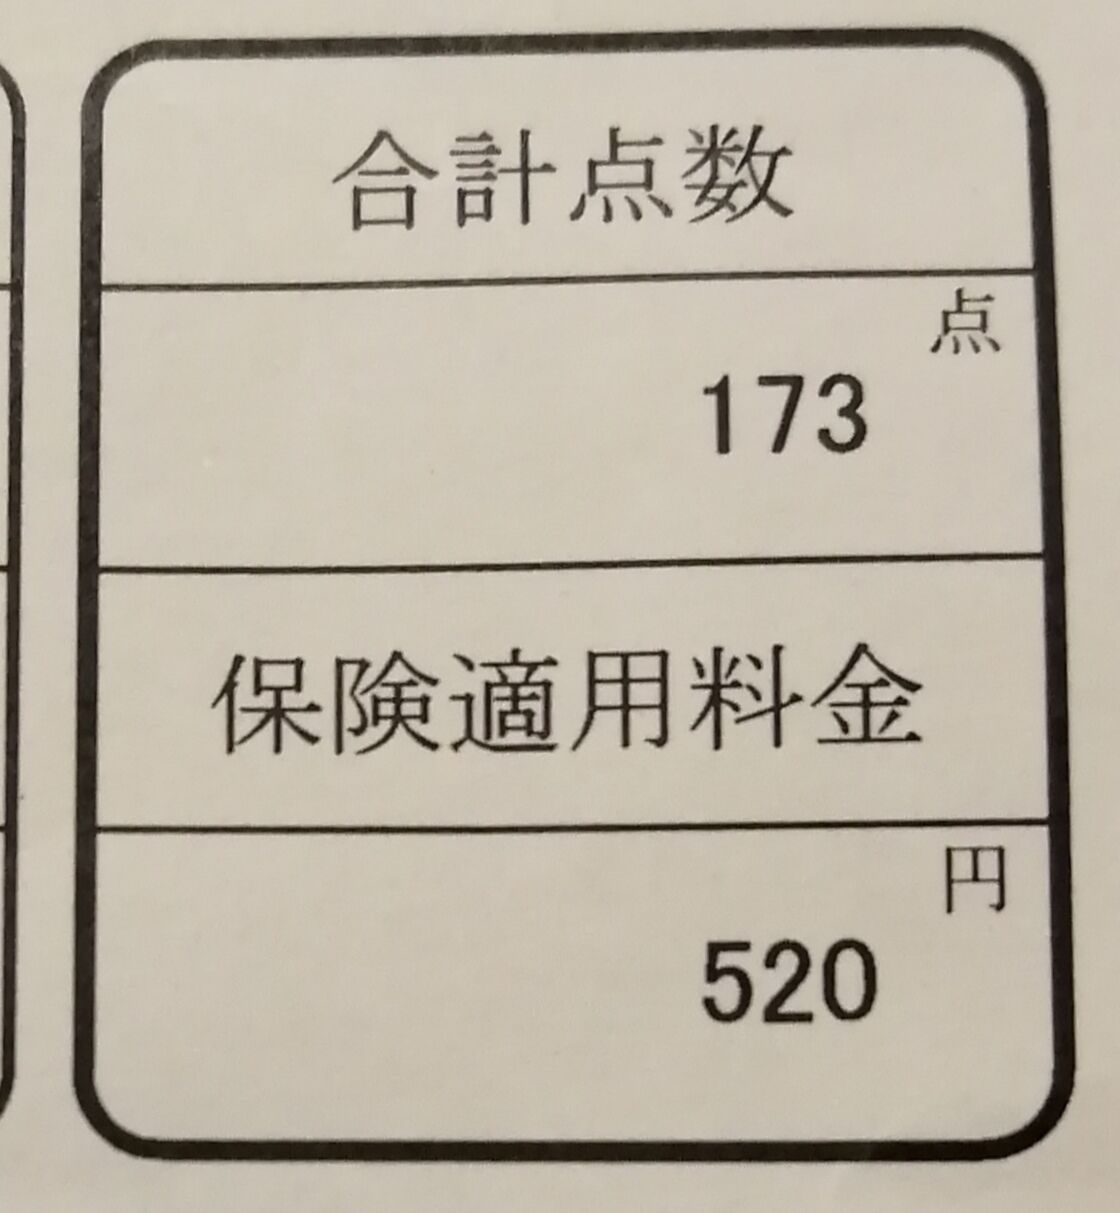 合計点数
点
173
保険適用料金
円
520